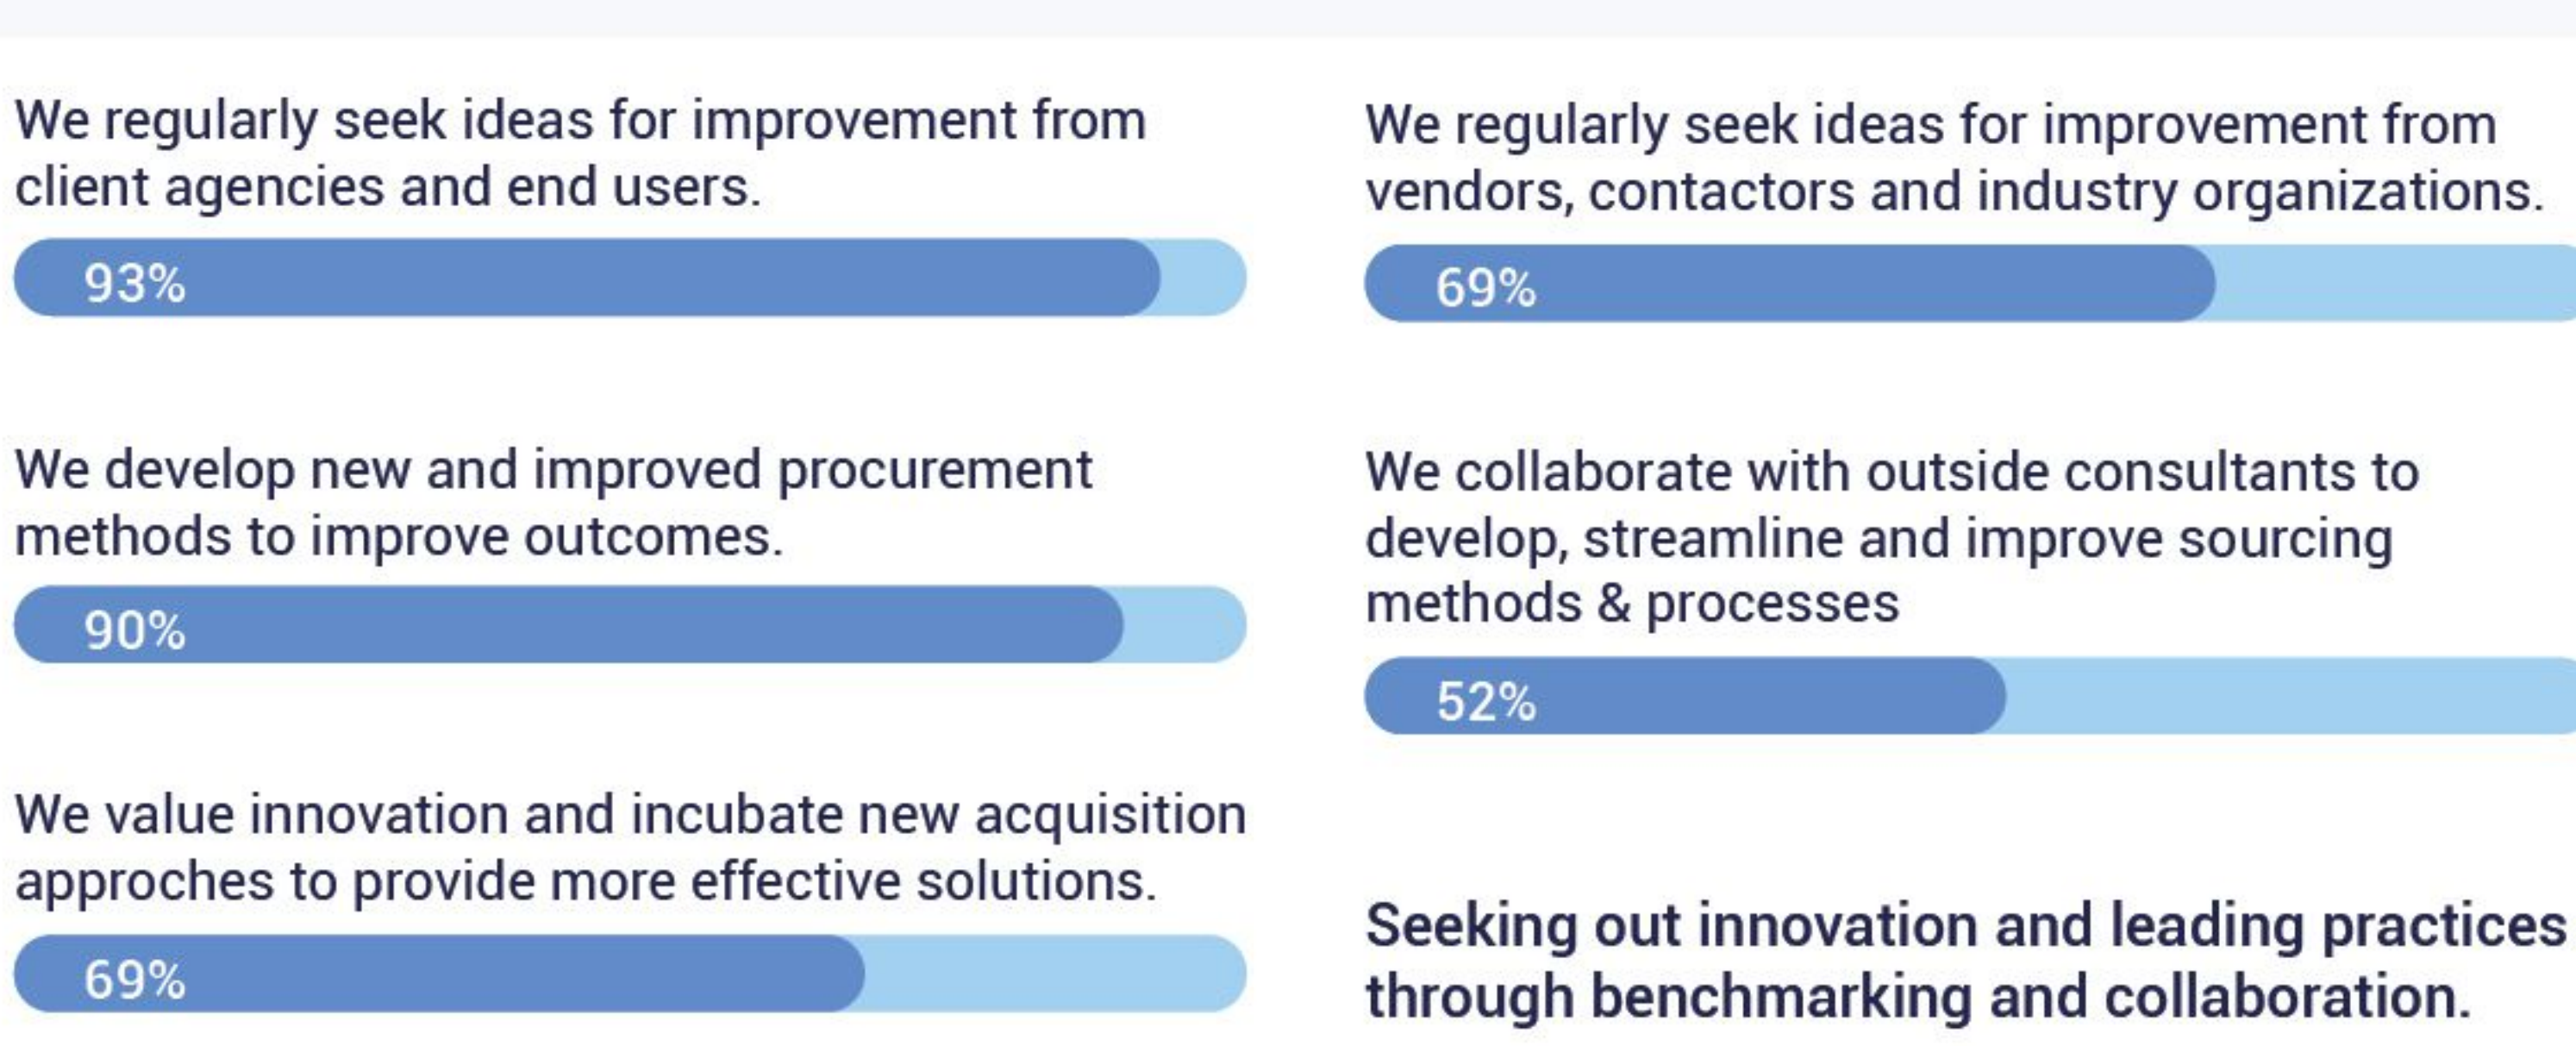 We regularly seek ideas for improvement from
client agencies and end users.
93%
We develop new and improved procurement
methods to improve outcomes.
90%
We value innovation and incubate new acquisition
approches to provide more effective solutions.
69%
We regularly seek ideas for improvement from
vendors, contactors and industry organizations.
69%
We collaborate with outside consultants to
develop, streamline and improve sourcing
methods & processes
52%
Seeking out innovation and leading practices
through benchmarking and collaboration.